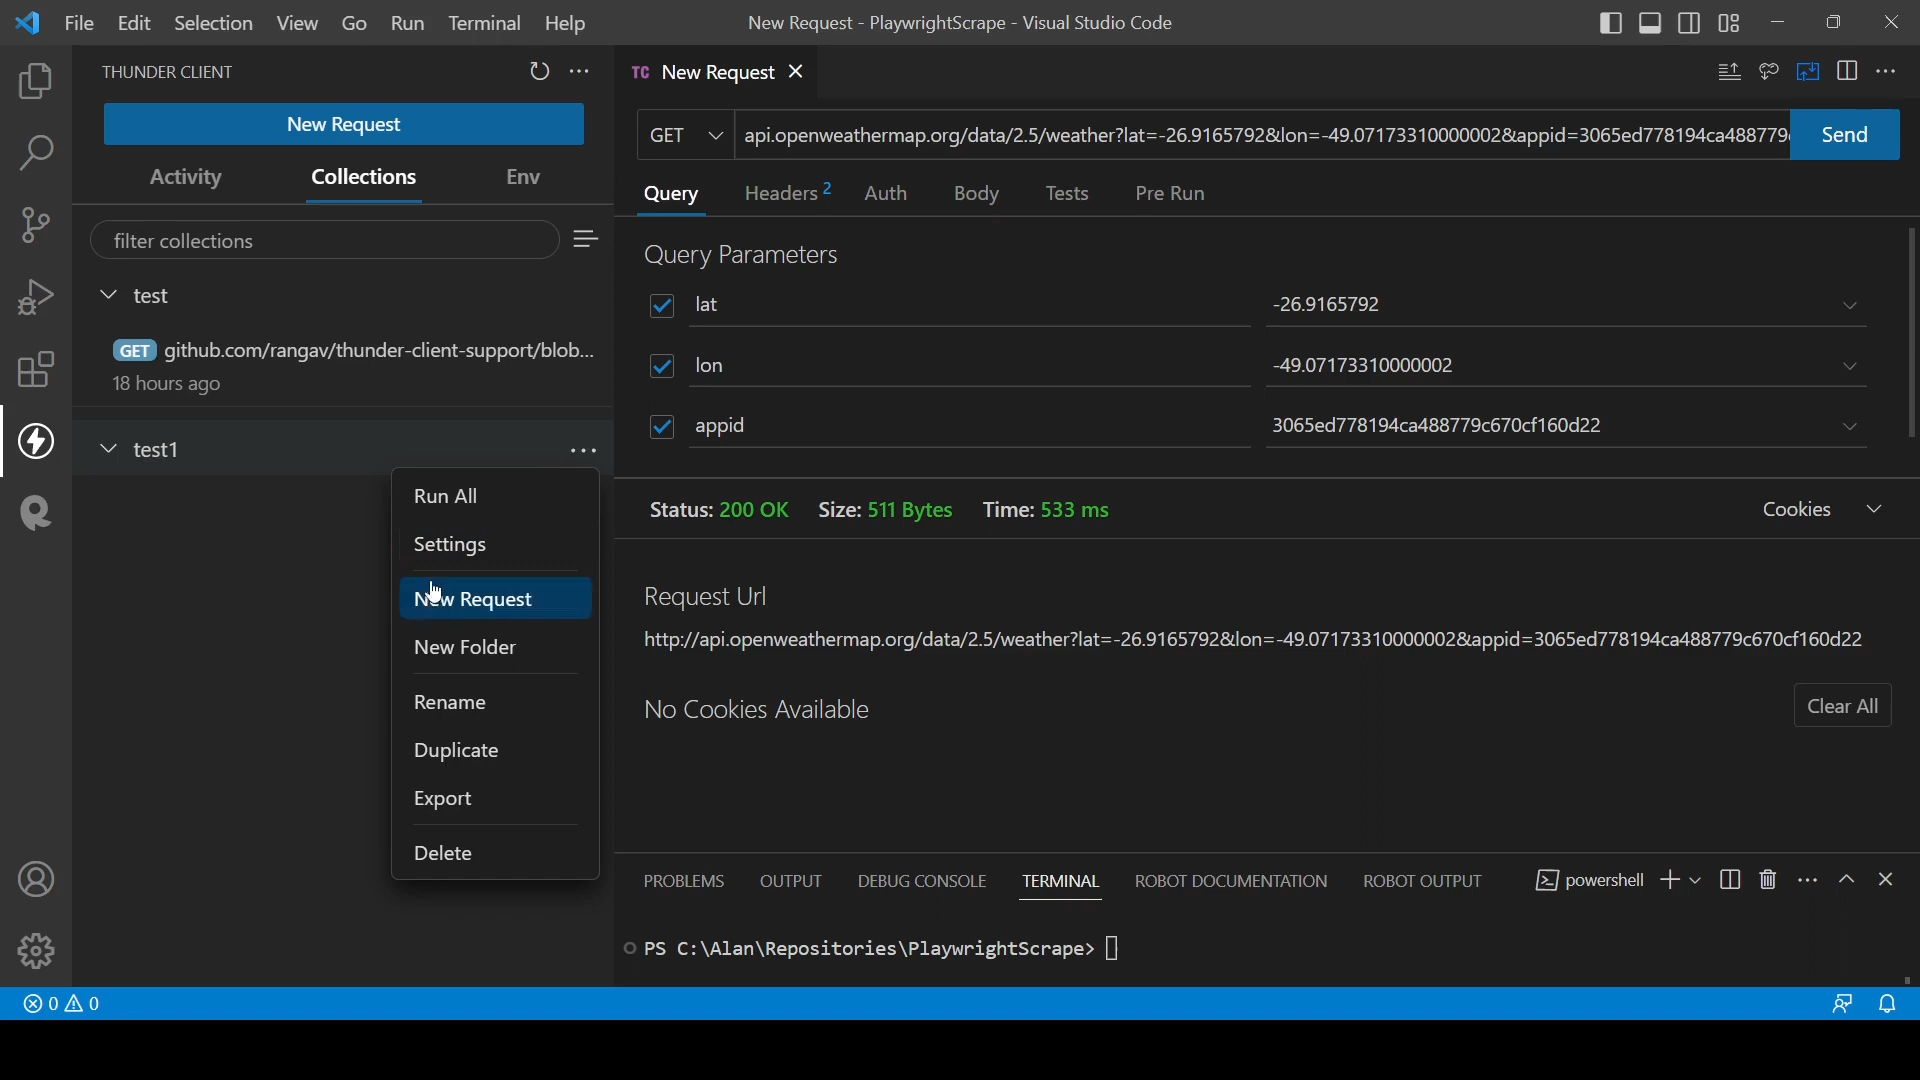 File Edit Selection View Go Run Terminal Help
New Request - PlaywrightScrape - Visual Studio Code
THUNDER CLIENT
New Request
Activity Collections Env
filter collections
test
GET github.com/rangav/thunder-client-support/blob...
18 hours ago
test1
Run All
Settings
New Request
New Folder
Rename
Duplicate
Export
Delete
TC New Request
GET api.openweathermap.org/data/2.5/weather?lat=-26.9165792&lon=-49.07173310000002&appid=3065ed778194ca488779 Send
Query Headers 2 Auth Body Tests Pre Run
Query Parameters
lat -26.9165792
lon -49.07173310000002
appid 3065ed778194ca488779c670cf160d22
Status: 200 OK Size: 511 Bytes Time: 533 ms Cookies
Request Url
http://api.openweathermap.org/data/2.5/weather?lat=-26.9165792&lon=-49.07173310000002&appid=3065ed778194ca488779c670cf160d22
No Cookies Available Clear All
PROBLEMS OUTPUT DEBUG CONSOLE TERMINAL ROBOT DOCUMENTATION ROBOT OUTPUT powershell
PS C:\Alan\Repositories\PlaywrightScrape>
0 0